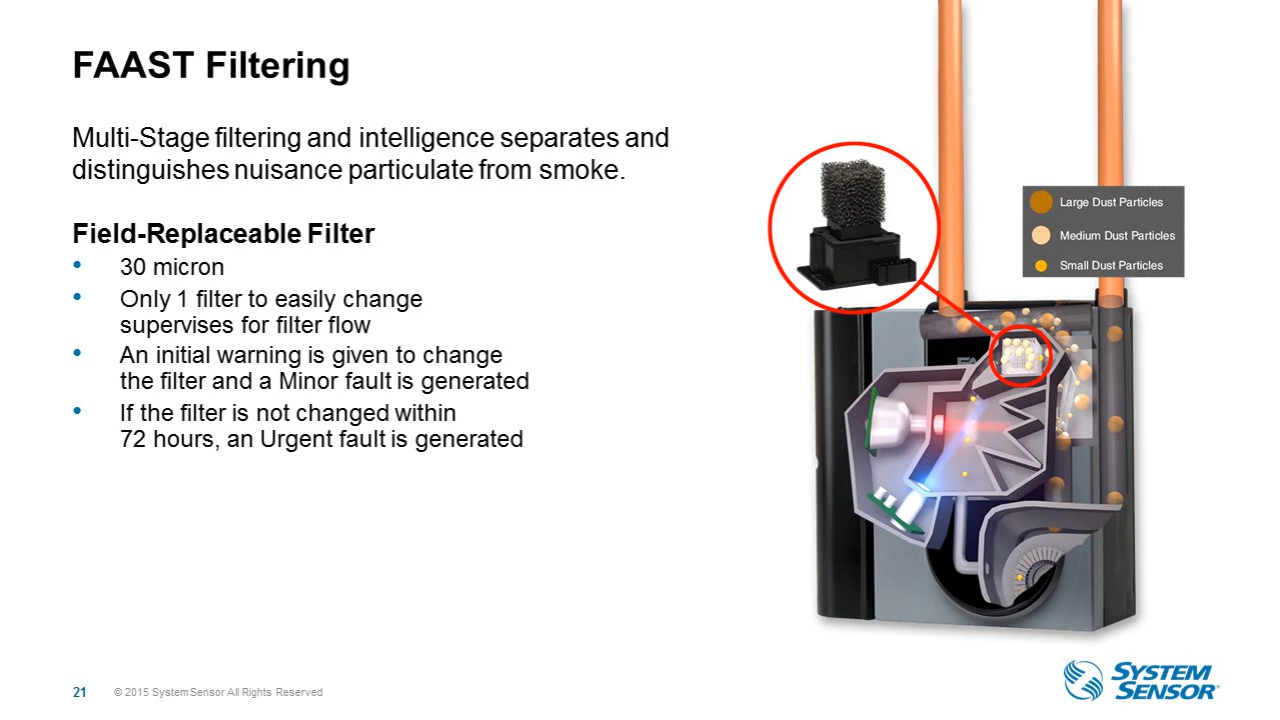 FAAST Filtering
Multi-Stage filtering and intelligence separates and
distinguishes nuisance particulate from smoke.
Field-Replaceable Filter
• 30 micron
• Only 1 filter to easily change
supervises for filter flow
• An initial warning is given to change
the filter and a Minor fault is generated
• If the filter is not changed within
72 hours, an Urgent fault is generated
Large Dust Particles
Medium Dust Particles
Small Dust Particles
21
© 2015 System Sensor All Rights Reserved
SYSTEM
SENSOR®